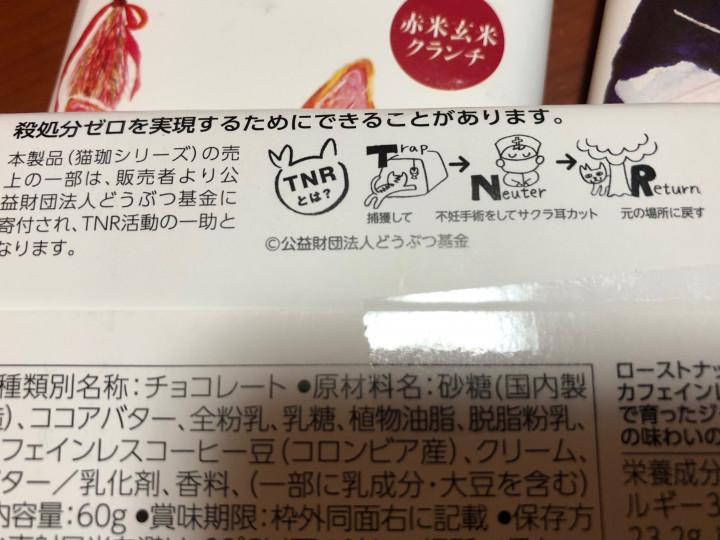 赤米玄米
クランチ
殺処分ゼロを実現するためにできることがあります。
本製品(猫珈シリーズ)の売
上の一部は、販売者より公
益財団法人どうぶつ基金に
寄付され、TNR活動の一助と
なります。
TNR
とは?
Trap
捕獲して
Neuter
不妊手術をしてサクラ耳カット
Return
元の場所に戻す
©公益財団法人どうぶつ基金
種類別名称:チョコレート ●原材料名:砂糖(国内製
造)、ココアバター、全粉乳、乳糖、植物油脂、脱脂粉乳、
フェインレスコーヒー豆(コロンビア産)、クリーム、
ター/乳化剤、香料、(一部に乳成分・大豆を含む)
内容量:60g ●賞味期限:枠外同面右に記載 ●保存方
ローストナッ
カフェインレ
で育ったジ
の味わいの
栄養成分
ルギー3
23.2g